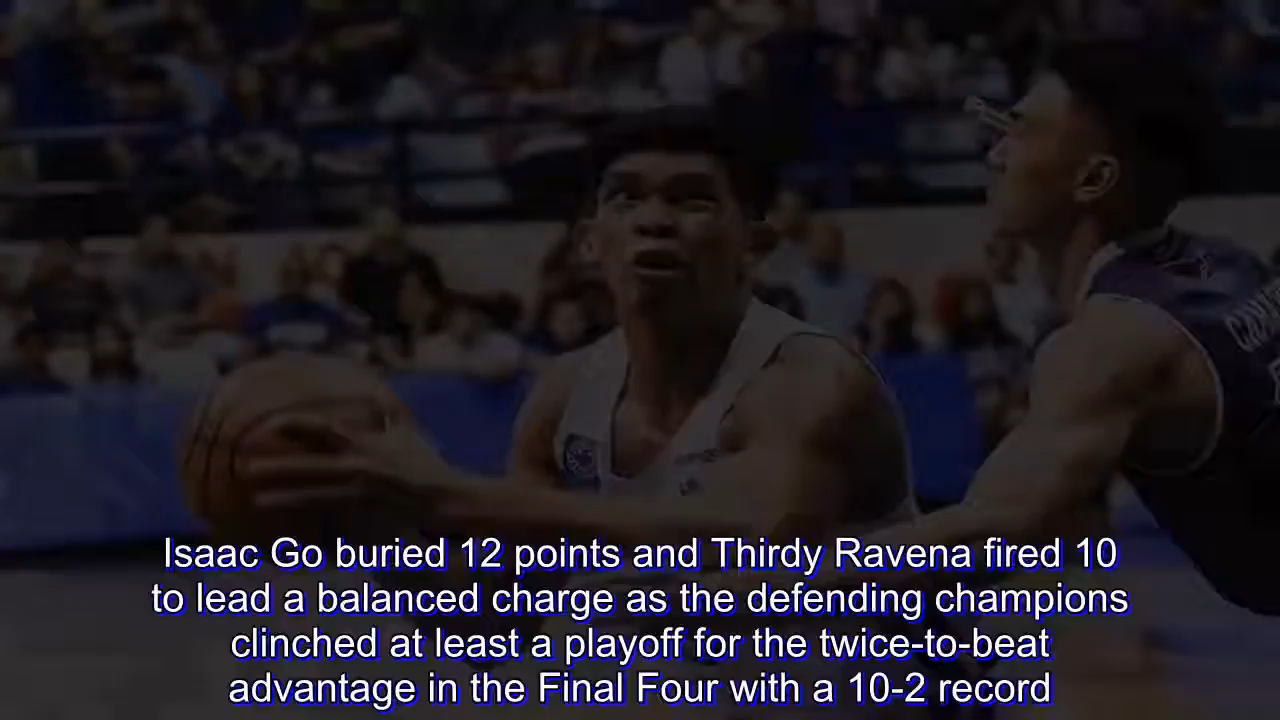 Isaac Go buried 12 points and Thirdy Ravena fired 10
to lead a balanced charge as the defending champions
clinched at least a playoff for the twice-to-beat
advantage in the Final Four with a 10-2 record